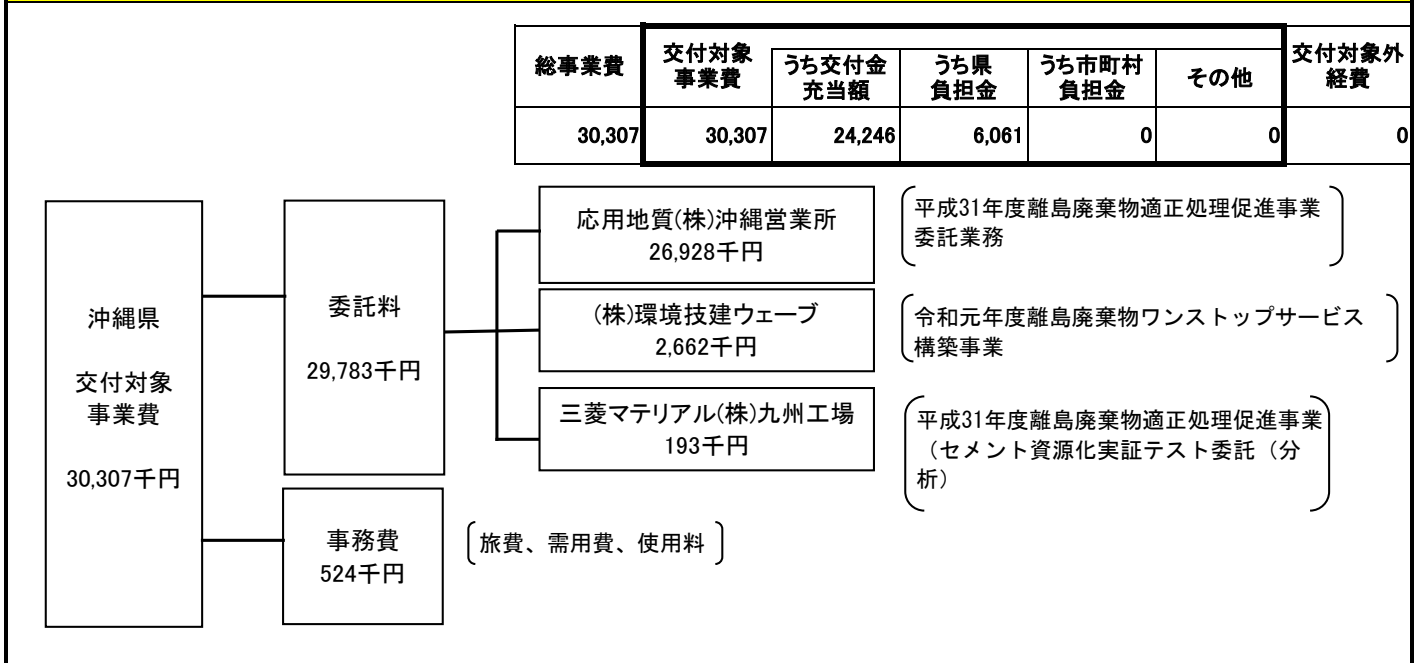 総事業費
交付対象
事業費
うち交付金
充当額
うち県
負担金
うち市町村
負担金
その他
交付対象外
経費
30,307 30,307 24,246 6,061 0 0 0
沖縄県
交付対象
事業費
30,307千円
委託料
29,783千円
応用地質(株)沖縄営業所
26,928千円
平成31年度離島廃棄物適正処理促進事業
委託業務
(株)環境技建ウェーブ
2,662千円
令和元年度離島廃棄物ワンストップサービス
構築事業
三菱マテリアル(株)九州工場
193千円
平成31年度離島廃棄物適正処理促進事業
(セメント資源化実証テスト委託(分
析)
事務費
524千円
旅費、需用費、使用料